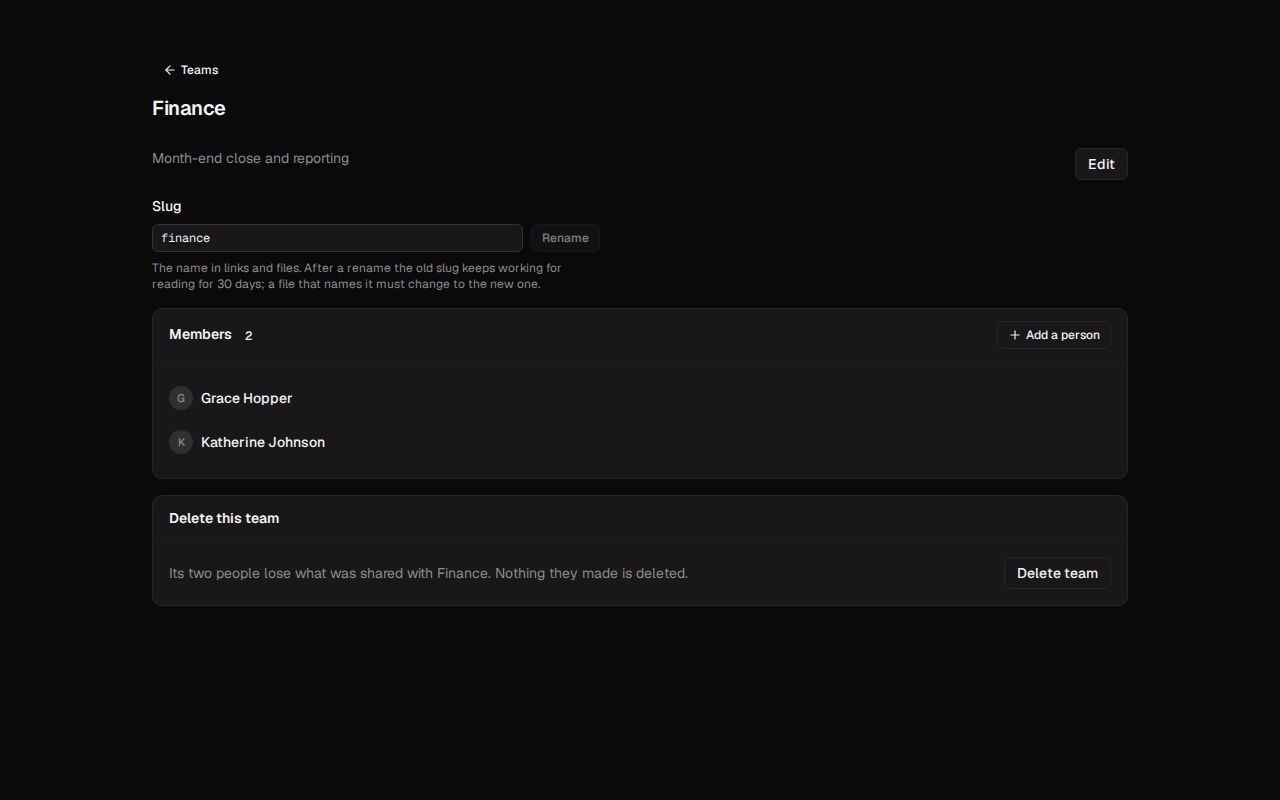 Teams
Finance
Month-end close and reporting
Edit
Slug
finance
Rename
The name in links and files. After a rename the old slug keeps working for
reading for 30 days; a file that names it must change to the new one.
Members 2
Add a person
G Grace Hopper
K Katherine Johnson
Delete this team
Its two people lose what was shared with Finance. Nothing they made is deleted.
Delete team